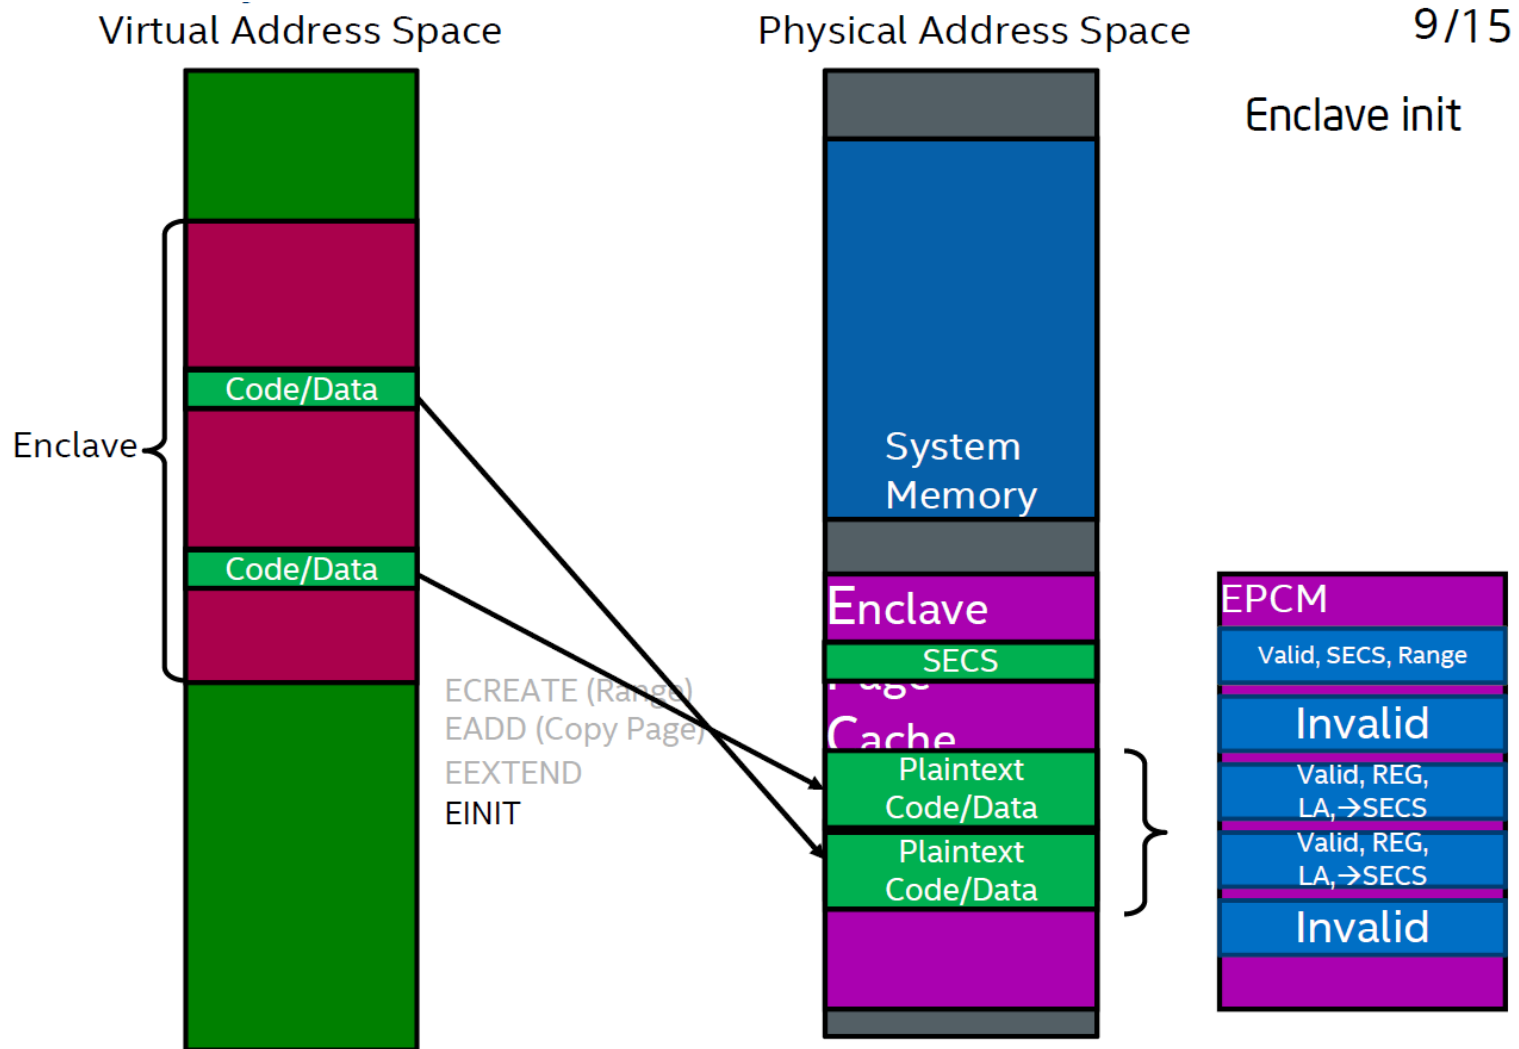 Virtual Address Space
Physical Address Space
9/15
Enclave init
Code/Data
Enclave
Code/Data
System
Memory
Enclave
SECS
Page
Cache
Plaintext
Code/Data
Plaintext
Code/Data
ECREATE (Range)
EADD (Copy Page)
EEXTEND
EINIT
EPCM
Valid, SECS, Range
Invalid
Valid, REG,
LA,→SECS
Valid, REG,
LA,→SECS
Invalid